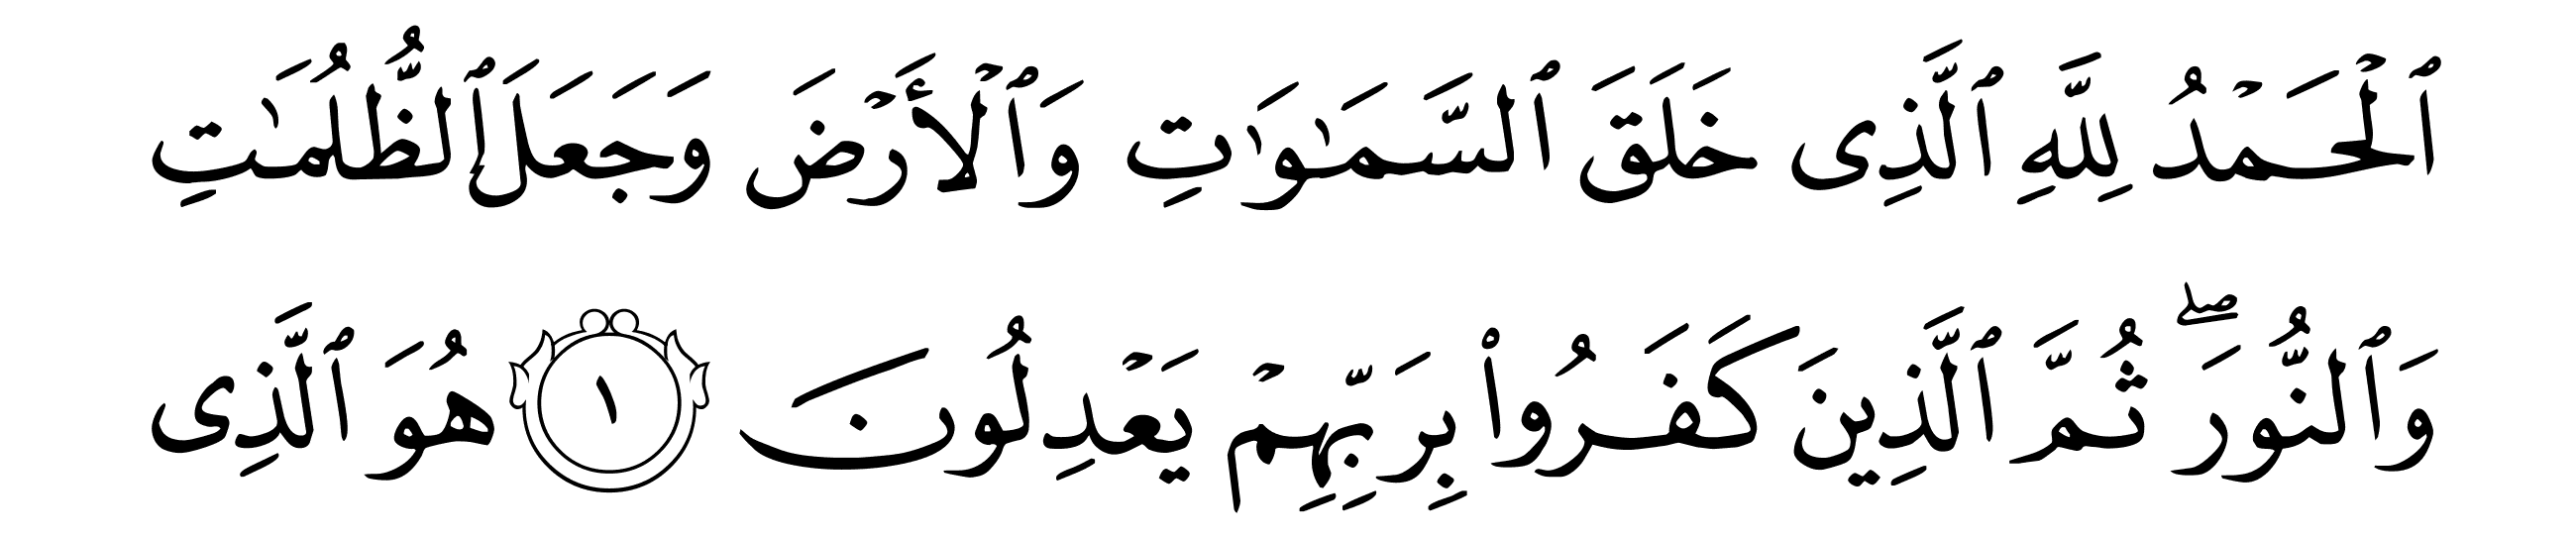 ٱلۡحَمۡدُ لِلَّهِ ٱلَّذِى خَلَقَ ٱلسَّمَٰوَٰتِ وَٱلۡأَرۡضَ وَجَعَلَ ٱلظُّلُمَٰتِ
وَٱلنُّورَۖ ثُمَّ ٱلَّذِينَ كَفَرُوا۟ بِرَبِّهِمۡ يَعۡدِلُونَ ١ هُوَ ٱلَّذِى